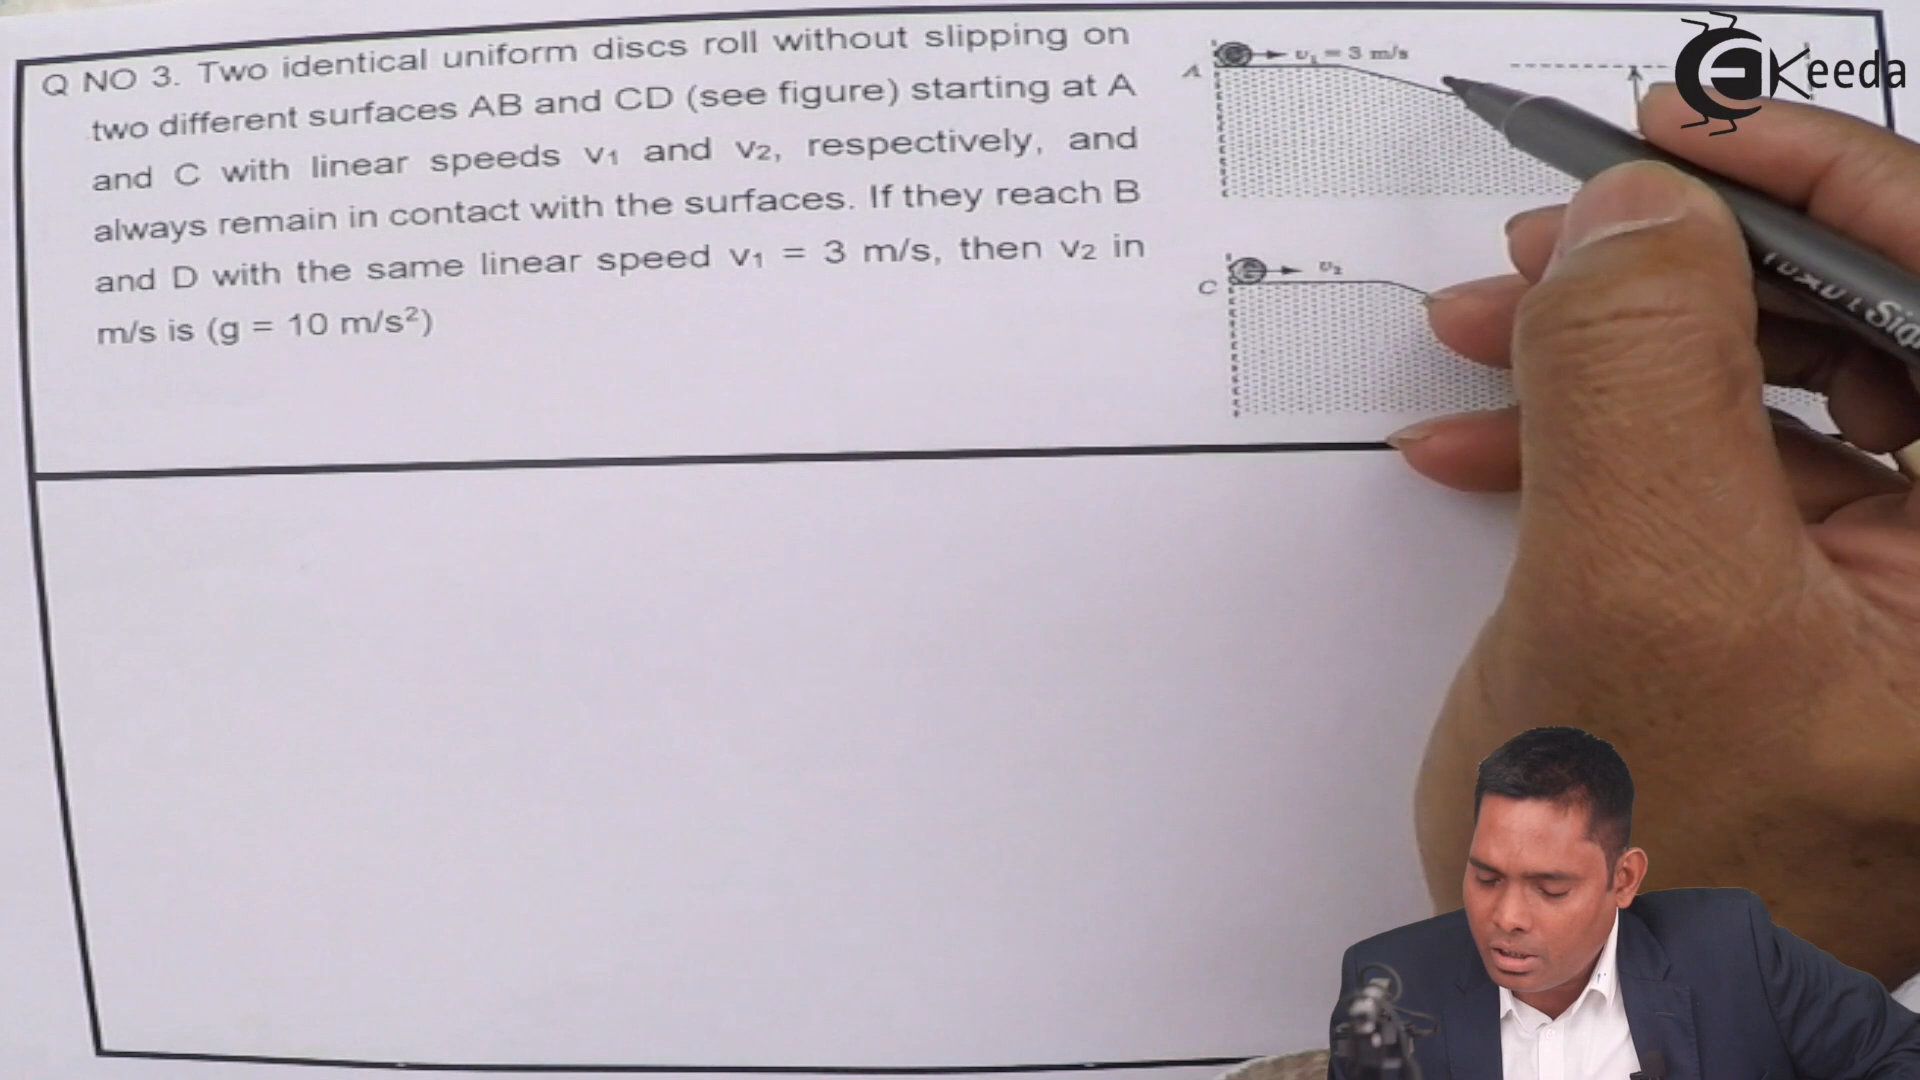 Q NO 3. Two identical uniform discs roll without slipping on
two different surfaces AB and CD (see figure) starting at A
and C with linear speeds v₁ and v₂, respectively, and
always remain in contact with the surfaces. If they reach B
and D with the same linear speed v₁ = 3 m/s, then v₂ in
m/s is (g = 10 m/s²)
A
v₁ = 3 m/s
C
v₂
eKeeda